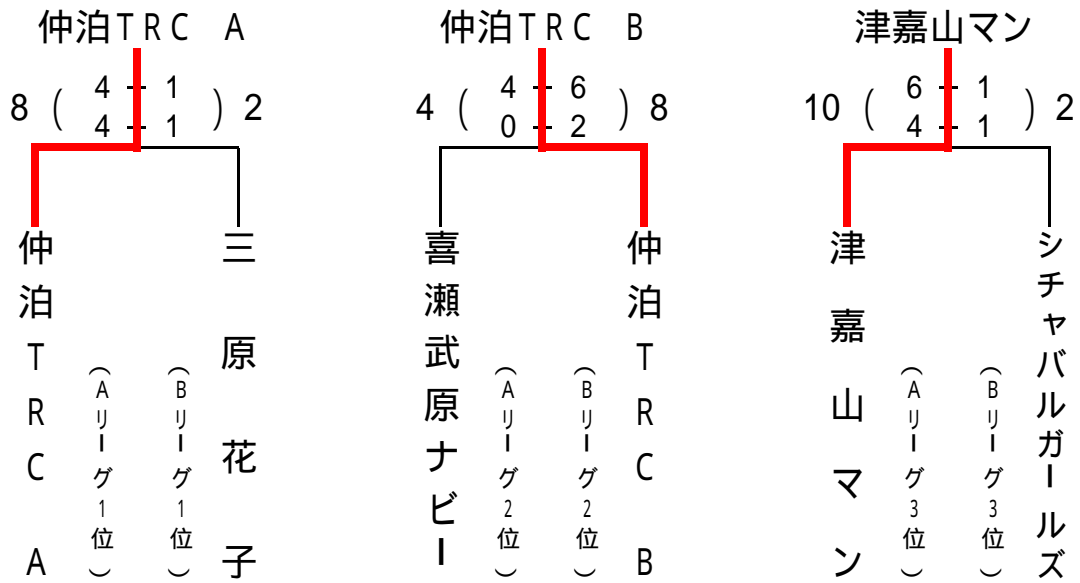 仲泊TRC A
8 ( 4 - 1 ) 2
4 - 1
仲泊TRC A
(Aリーグ1位)
(Bリーグ1位)
三原花子
仲泊TRC B
4 ( 4 - 6 ) 8
0 - 2
喜瀬武原ナビー
(Aリーグ2位)
(Bリーグ2位)
仲泊TRC B
津嘉山マン
10 ( 6 - 1 ) 2
4 - 1
津嘉山マン
(Aリーグ3位)
(Bリーグ3位)
シチャバルガールズ